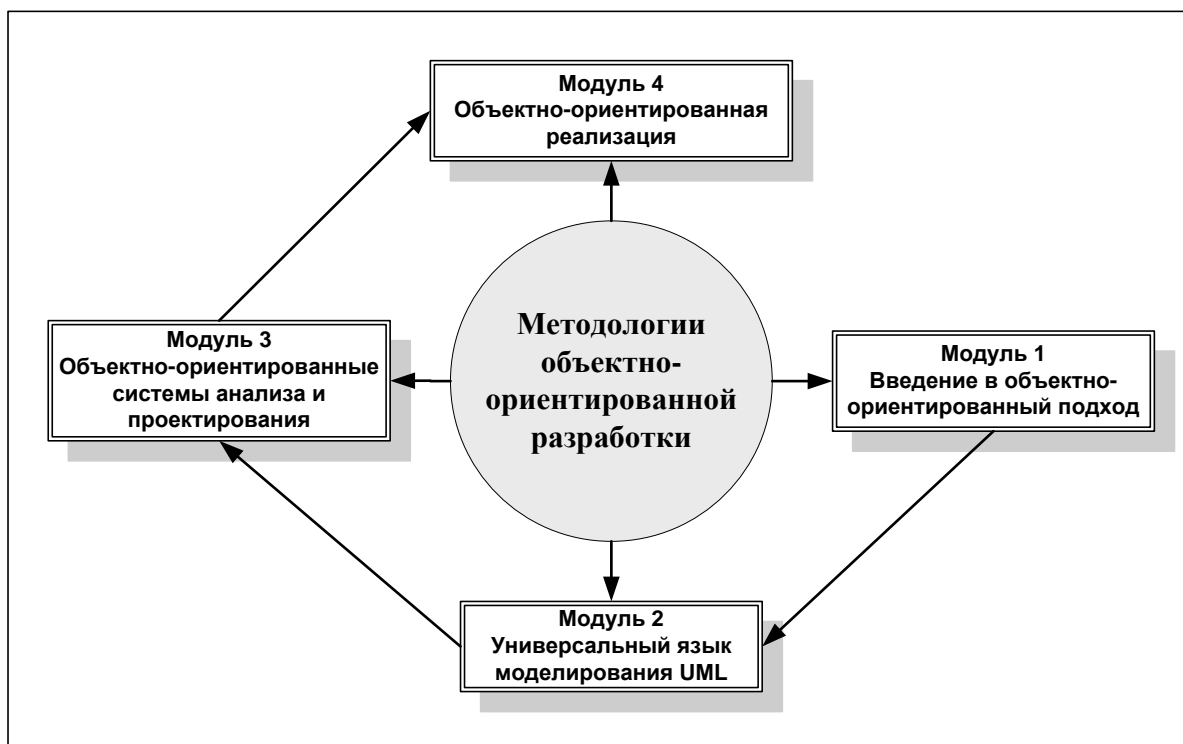 Модуль 4
Объектно-ориентированная
реализация
Модуль 3
Объектно-ориентированные
системы анализа и
проектирования
Методологии
объектно-
ориентированной
разработки
Модуль 1
Введение в объектно-
ориентированный подход
Модуль 2
Универсальный язык
моделирования UML